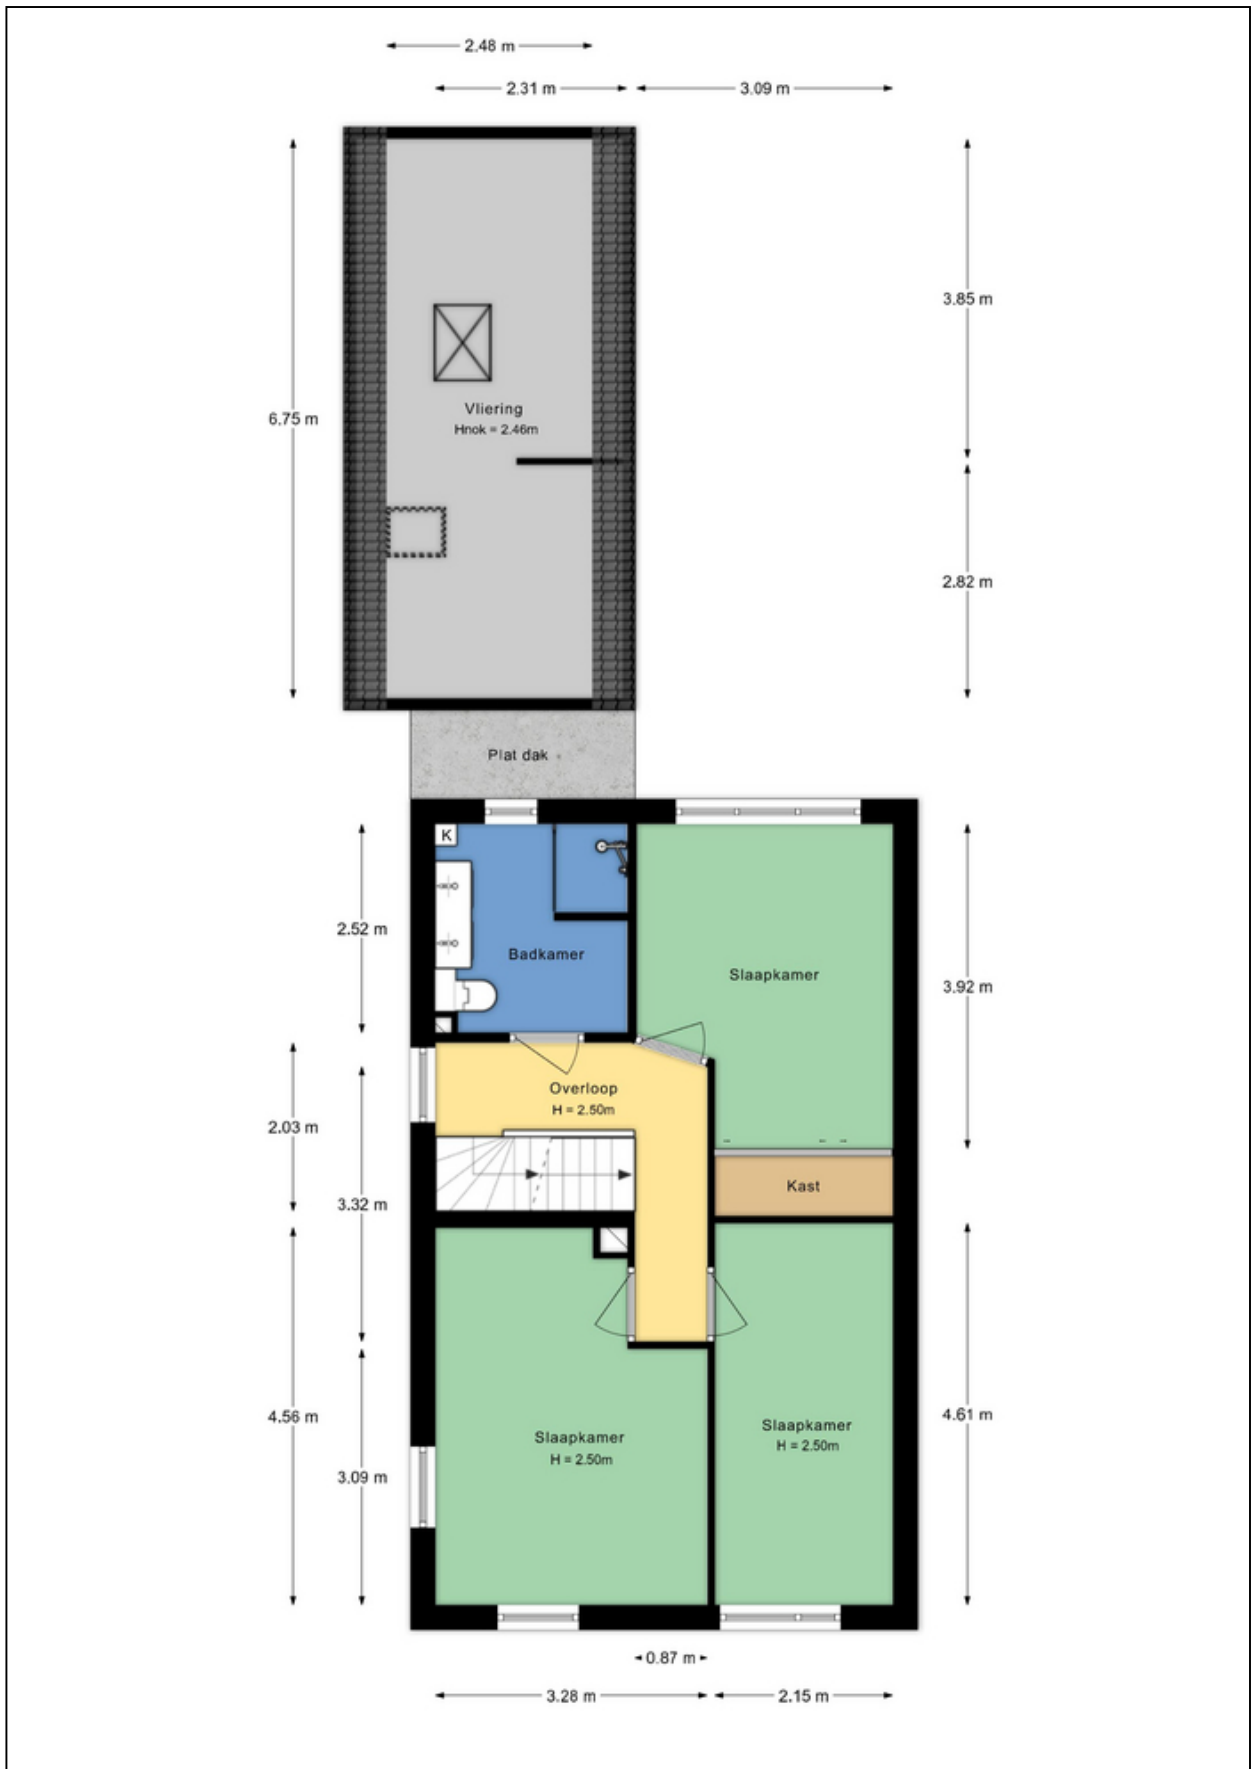 2.48 m
2.31 m
3.09 m
6.75 m
3.85 m
Vliering
Hnok = 2.46m
2.82 m
Plat dak
K
2.52 m
Badkamer
Slaapkamer
3.92 m
Overloop
H = 2.50m
2.03 m
Kast
3.32 m
4.56 m
4.61 m
Slaapkamer
H = 2.50m
Slaapkamer
H = 2.50m
3.09 m
0.87 m
3.28 m
2.15 m